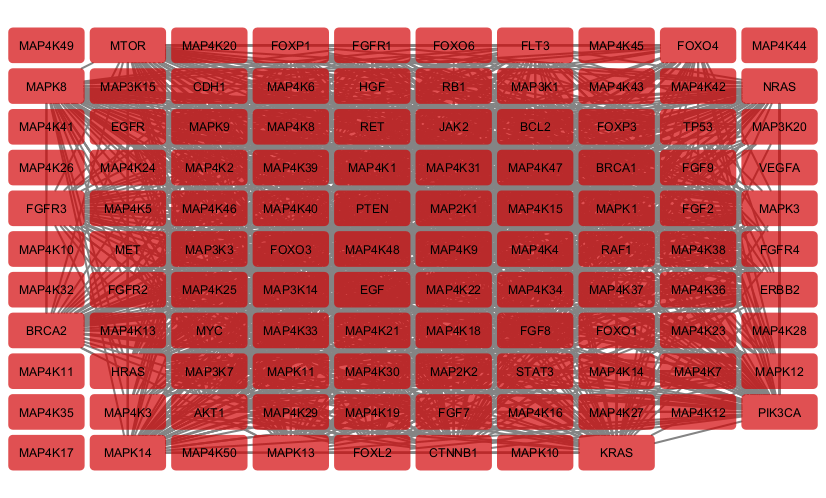 MAP4K49 MTOR MAP4K20 FOXP1 FGFR1 FOXO6 FLT3 MAP4K45 FOXO4 MAP4K44
MAPK8 MAP3K15 CDH1 MAP4K6 HGF RB1 MAP3K1 MAP4K43 MAP4K42 NRAS
MAP4K41 EGFR MAPK9 MAP4K8 RET JAK2 BCL2 FOXP3 TP53 MAP3K20
MAP4K26 MAP4K24 MAP4K2 MAP4K39 MAP4K1 MAP4K31 MAP4K47 BRCA1 FGF9 VEGFA
FGFR3 MAP4K5 MAP4K46 MAP4K40 PTEN MAP2K1 MAP4K15 MAPK1 FGF2 MAPK3
MAP4K10 MET MAP3K3 FOXO3 MAP4K48 MAP4K9 MAP4K4 RAF1 MAP4K38 FGFR4
MAP4K32 FGFR2 MAP4K25 MAP3K14 EGF MAP4K22 MAP4K34 MAP4K37 MAP4K36 ERBB2
BRCA2 MAP4K13 MYC MAP4K33 MAP4K21 MAP4K18 FGF8 FOXO1 MAP4K23 MAP4K28
MAP4K11 HRAS MAP3K7 MAPK11 MAP4K30 MAP2K2 STAT3 MAP4K14 MAP4K7 MAPK12
MAP4K35 MAP4K3 AKT1 MAP4K29 MAP4K19 FGF7 MAP4K16 MAP4K27 MAP4K12 PIK3CA
MAP4K17 MAPK14 MAP4K50 MAPK13 FOXL2 CTNNB1 MAPK10 KRAS